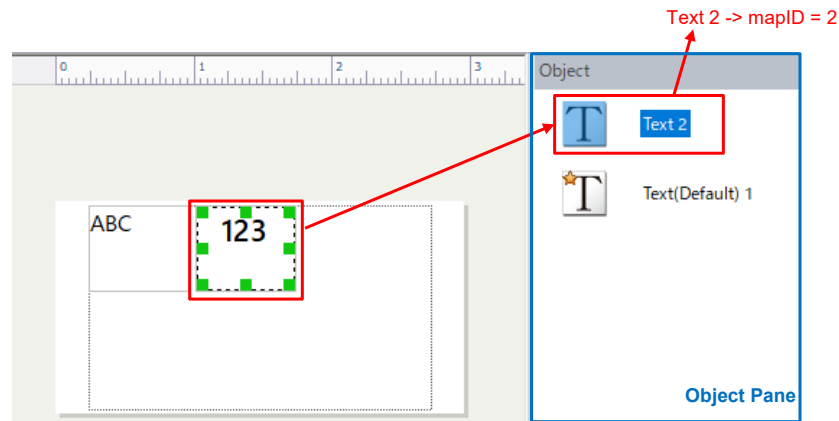 Text 2 -> mapID = 2
0 1 2 3
Object
Text 2
Text(Default) 1
ABC
123
Object Pane